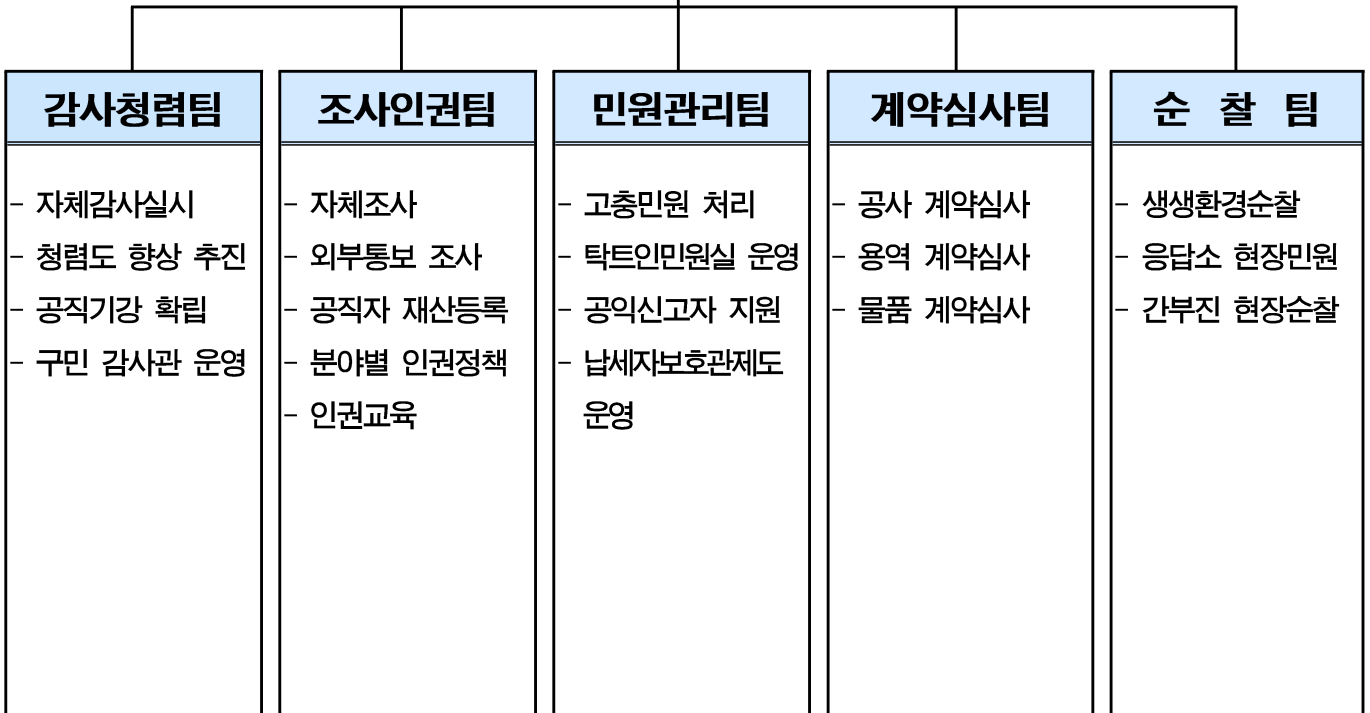 감사청렴팀
- 자체감사실시
- 청렴도 향상 추진
- 공직기강 확립
- 구민 감사관 운영
조사인권팀
- 자체조사
- 외부통보 조사
- 공직자 재산등록
- 분야별 인권정책
- 인권교육
민원관리팀
- 고충민원 처리
- 탁트인민원실 운영
- 공익신고자 지원
- 납세자보호관제도
운영
계약심사팀
- 공사 계약심사
- 용역 계약심사
- 물품 계약심사
순 찰 팀
- 생생환경순찰
- 응답소 현장민원
- 간부진 현장순찰